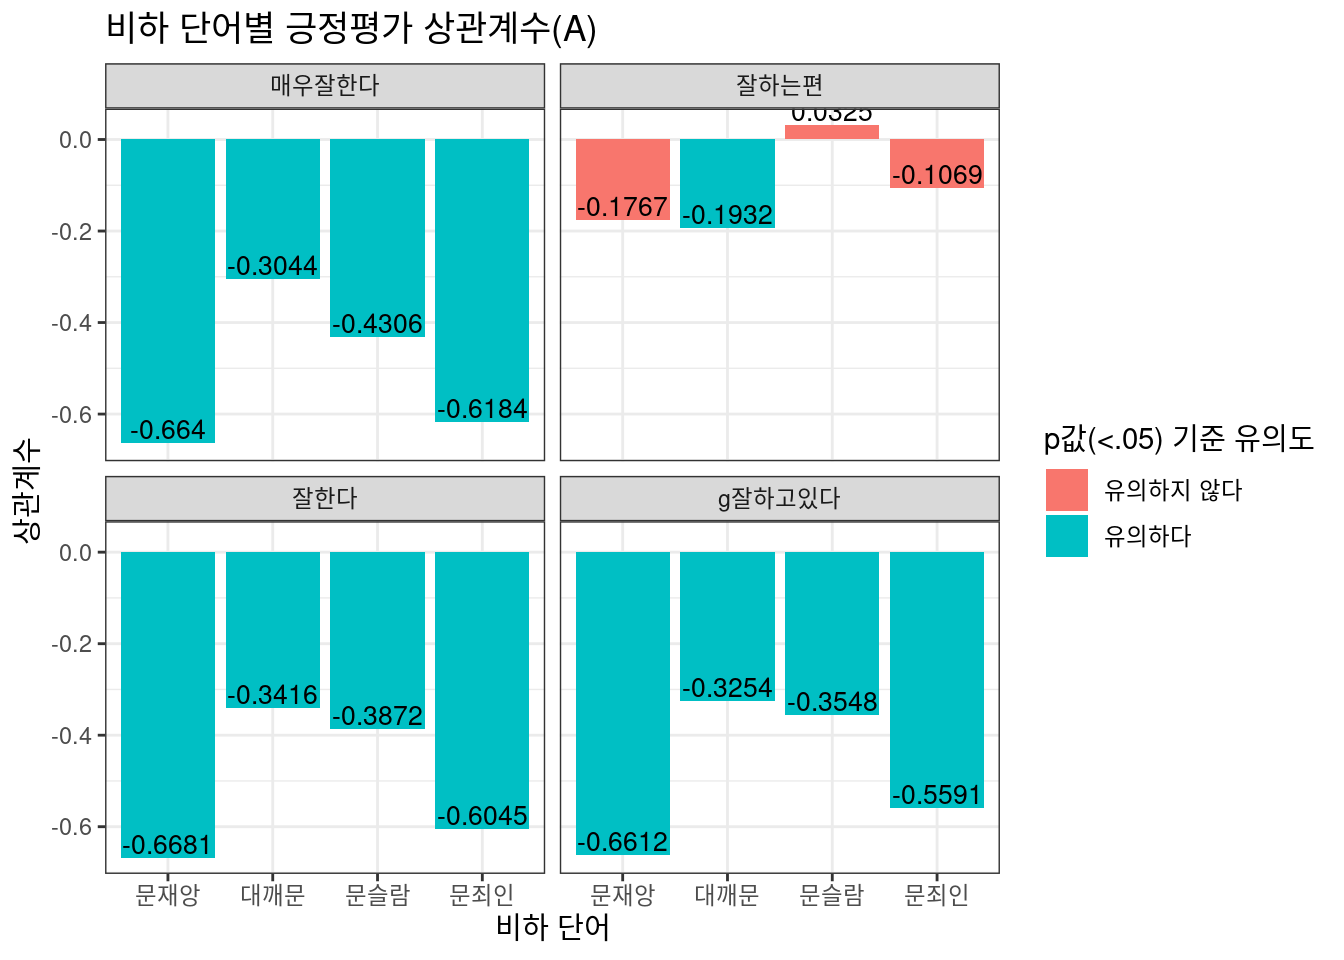 비하 단어별 긍정평가 상관계수(A)
매우잘한다
잘하는편
0.0
-0.2
-0.4
-0.6
-0.664
-0.3044
-0.4306
-0.6184
-0.1767
-0.1932
0.0325
-0.1069
상관계수
잘한다
g잘하고있다
0.0
-0.2
-0.4
-0.6
-0.6681
-0.3416
-0.3872
-0.6045
-0.6612
-0.3254
-0.3548
-0.5591
문재앙 대깨문 문슬람 문죄인
문재앙 대깨문 문슬람 문죄인
비하 단어
p값(<.05) 기준 유의도
유의하지 않다
유의하다